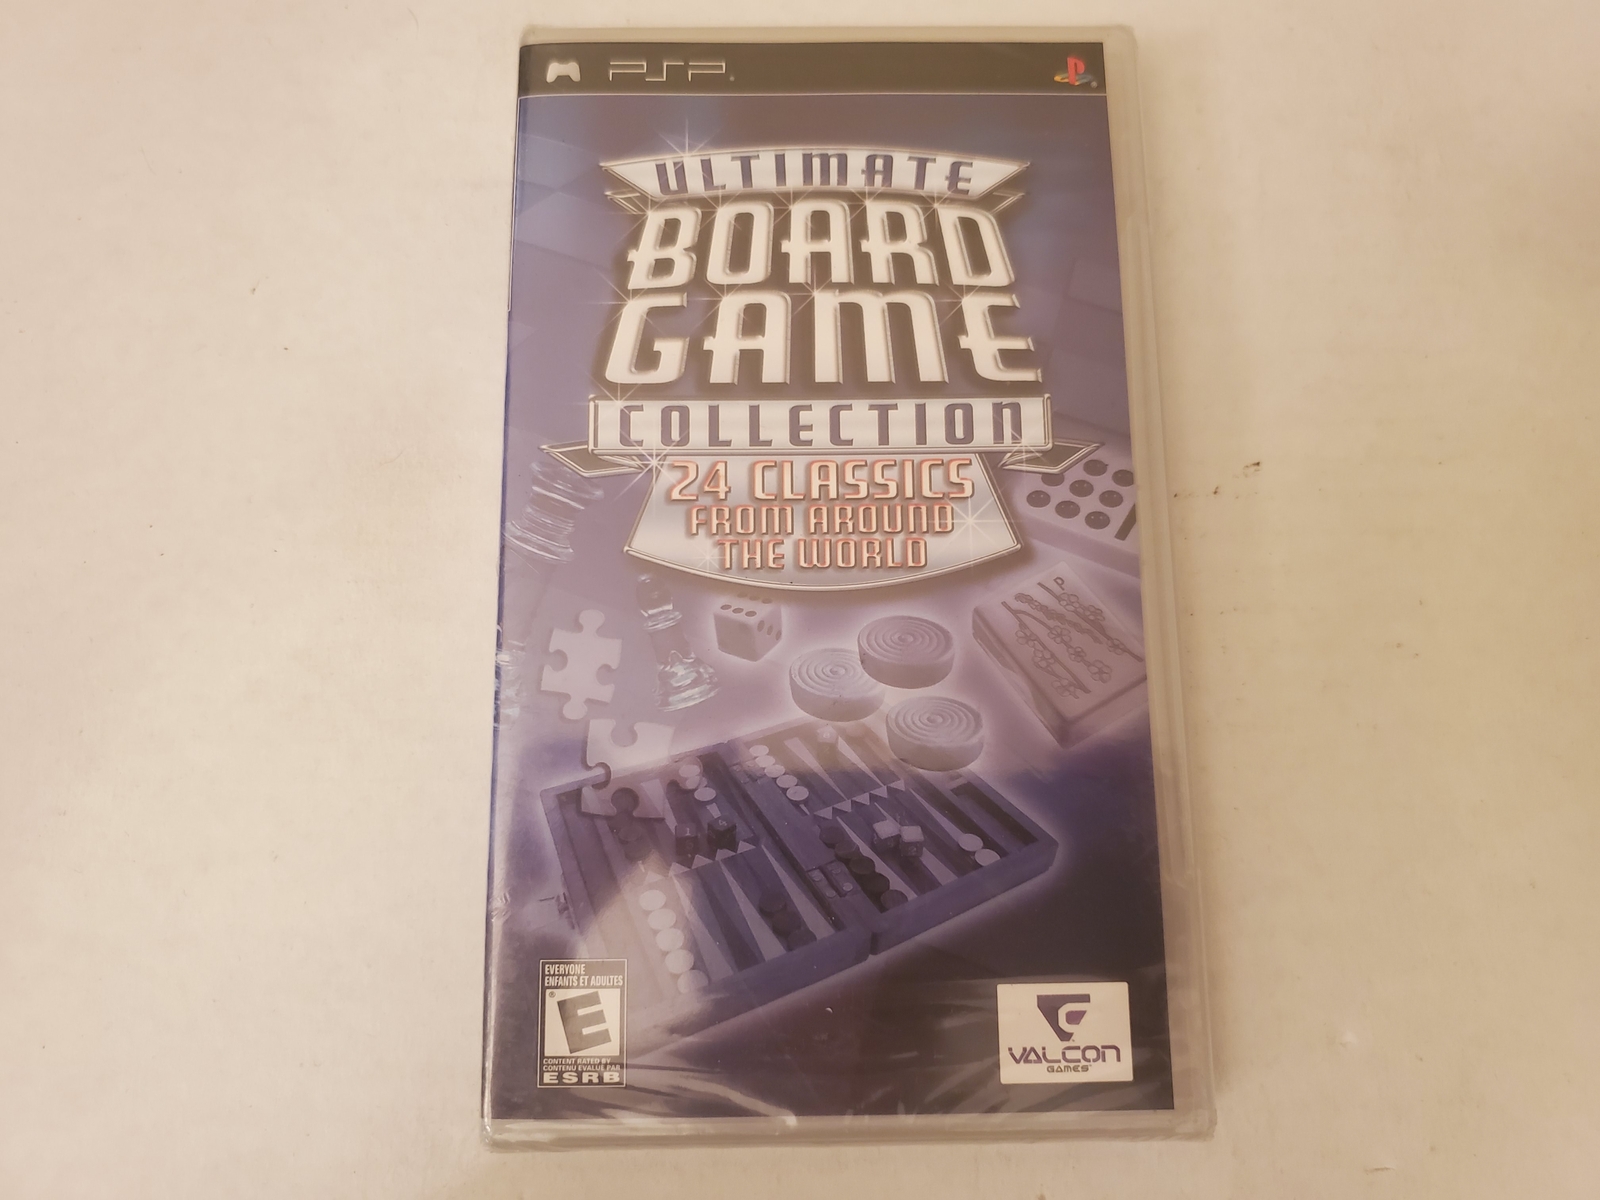 PSP
ULTIMATE
BOARD
GAME
COLLECTION
24 CLASSICS
FROM AROUND
THE WORLD
EVERYONE
ENFANTS ET ADULTES
E
CONTENT RATED BY
CONTENU ÉVALUÉ PAR
ESRB
VALCON
GAMES